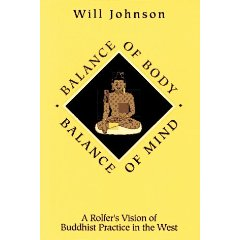 Will Johnson
BALANCE OF BODY
BALANCE OF MIND
A Rolfer's Vision of
Buddhist Practice in the West